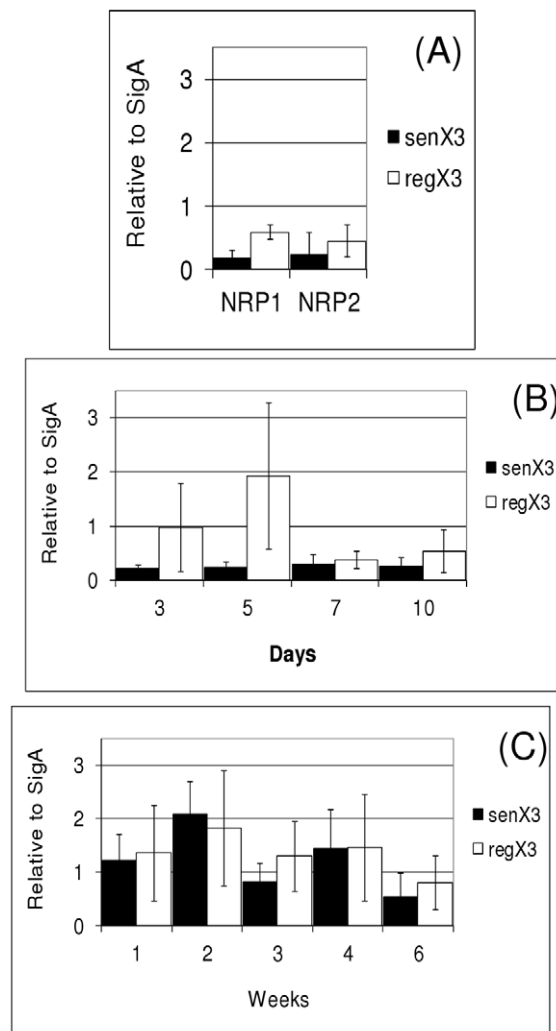 (A)
Relative to SigA
3
2
1
0
NRP1 NRP2
senX3
regX3
(B)
Relative to SigA
3
2
1
0
3 5 7 10
Days
senX3
regX3
(C)
Relative to SigA
3
2
1
0
1 2 3 4 6
Weeks
senX3
regX3